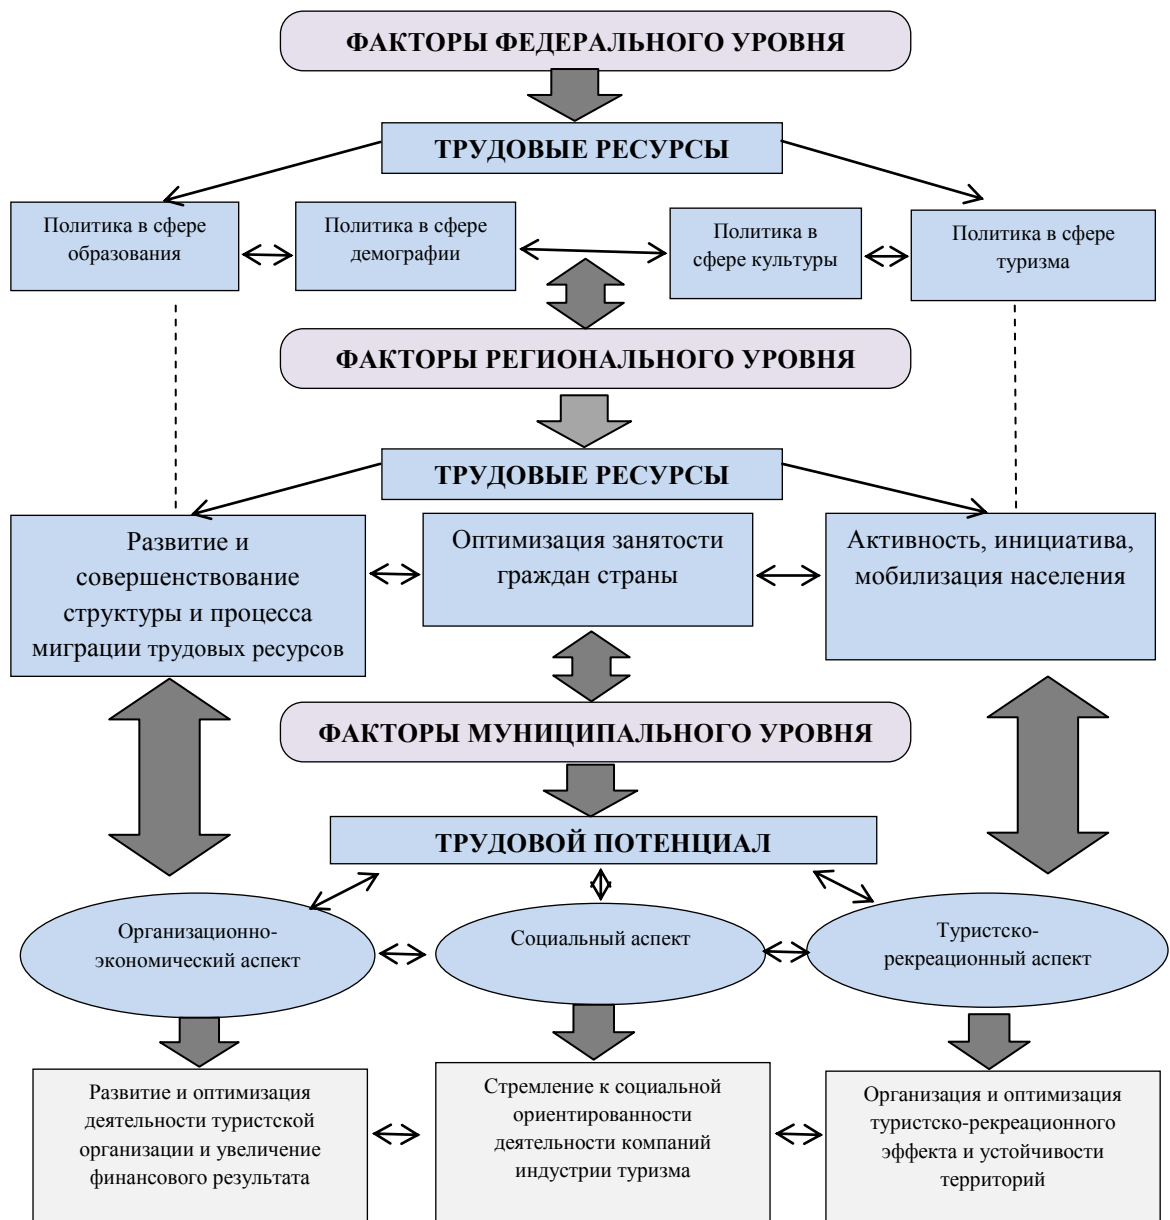 ФАКТОРЫ ФЕДЕРАЛЬНОГО УРОВНЯ
ТРУДОВЫЕ РЕСУРСЫ
Политика в сфере
образования
Политика в сфере
демографии
Политика в
сфере культуры
Политика в сфере
туризма
ФАКТОРЫ РЕГИОНАЛЬНОГО УРОВНЯ
ТРУДОВЫЕ РЕСУРСЫ
Развитие и
совершенствование
структуры и процесса
миграции трудовых ресурсов
Оптимизация занятости
граждан страны
Активность, инициатива,
мобилизация населения
ФАКТОРЫ МУНИЦИПАЛЬНОГО УРОВНЯ
ТРУДОВОЙ ПОТЕНЦИАЛ
Организационно-
экономический аспект
Социальный аспект
Туристско-
рекреационный аспект
Развитие и оптимизация
деятельности туристской
организации и увеличение
финансового результата
Стремление к социальной
ориентированности
деятельности компаний
индустрии туризма
Организация и оптимизация
туристско-рекреационного
эффекта и устойчивости
территорий